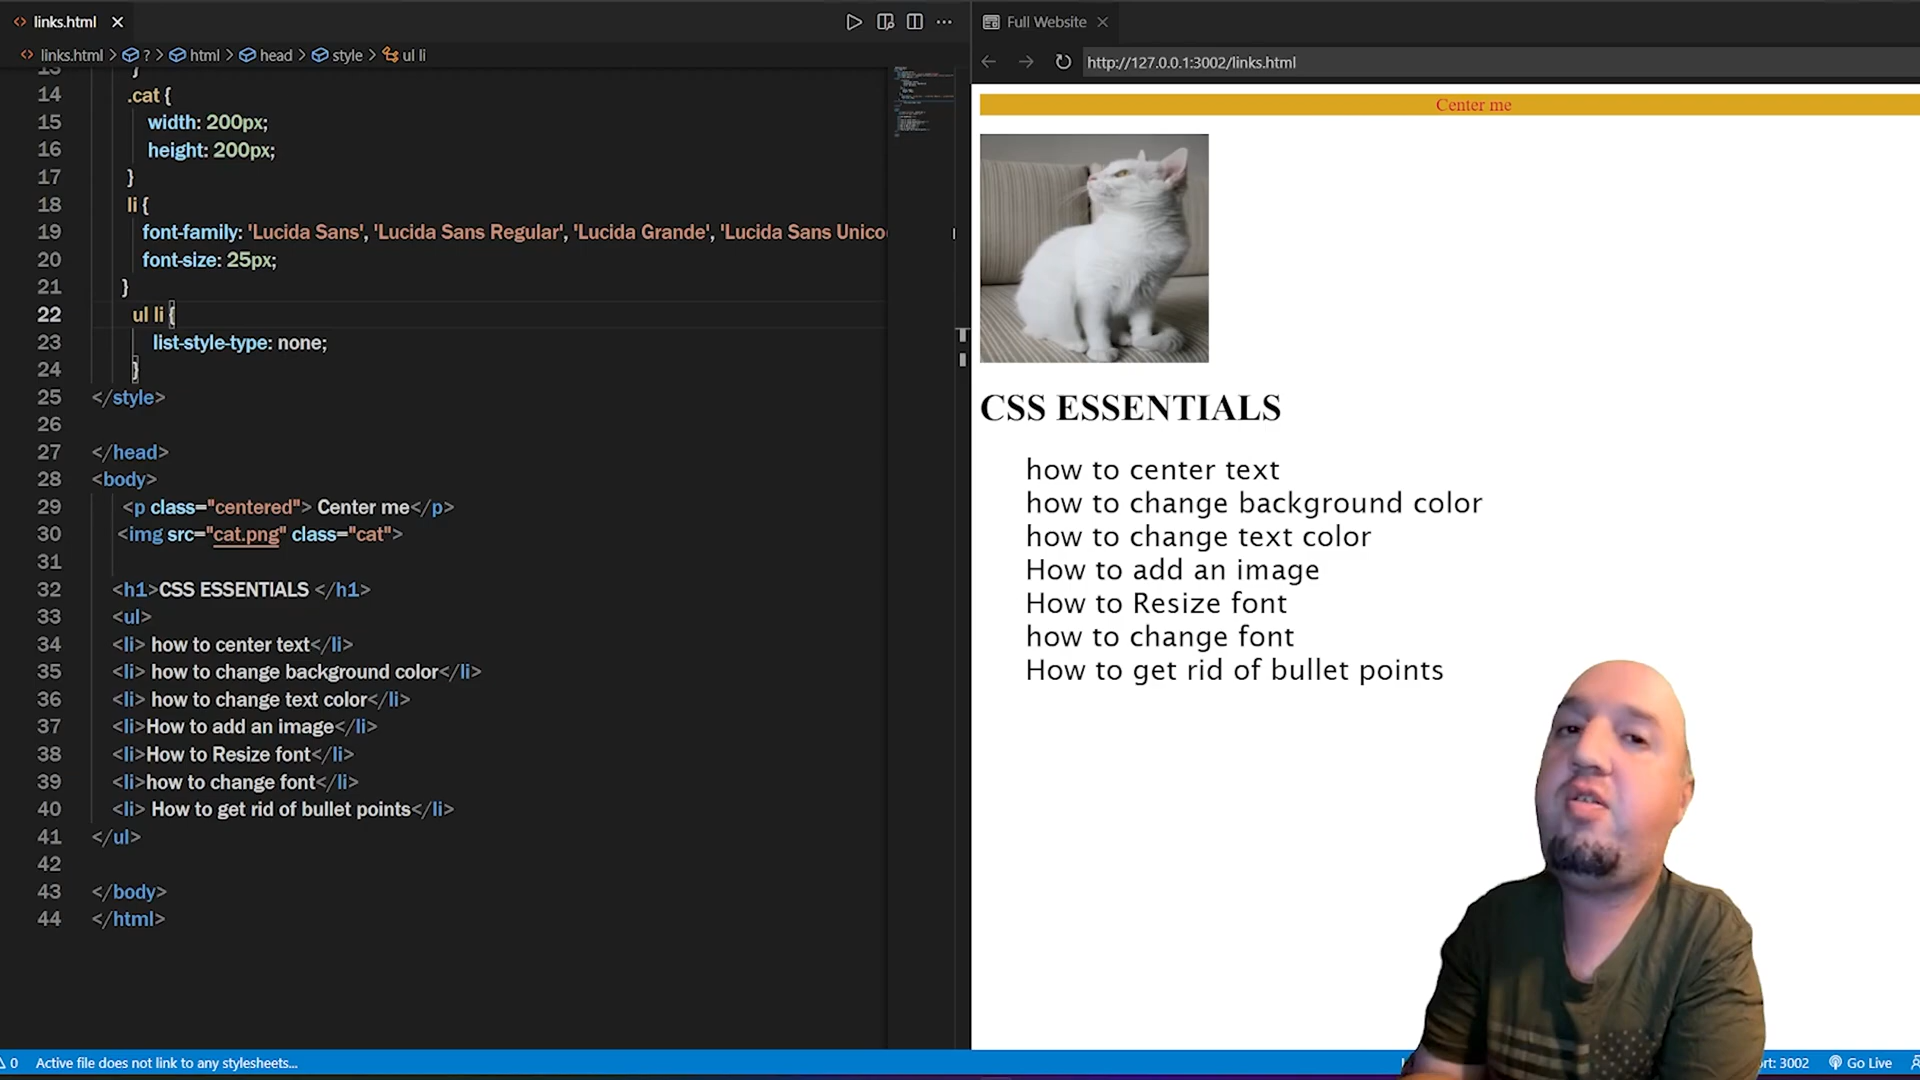 links.html
links.html > ? > html > head > style > ul li
13 }
14 .cat {
15 width: 200px;
16 height: 200px;
17 }
18 li {
19 font-family: 'Lucida Sans', 'Lucida Sans Regular', 'Lucida Grande', 'Lucida Sans Unico
20 font-size: 25px;
21 }
22 ul li {
23 list-style-type: none;
24 }
25 </style>
26
27 </head>
28 <body>
29 <p class="centered"> Center me</p>
30 <img src="cat.png" class="cat">
31
32 <h1>CSS ESSENTIALS </h1>
33 <ul>
34 <li> how to center text</li>
35 <li> how to change background color</li>
36 <li> how to change text color</li>
37 <li>How to add an image</li>
38 <li>How to Resize font</li>
39 <li>how to change font</li>
40 <li> How to get rid of bullet points</li>
41 </ul>
42
43 </body>
44 </html>
0 Active file does not link to any stylesheets...
Full Website
http://127.0.0.1:3002/links.html
Center me
CSS ESSENTIALS
how to center text
how to change background color
how to change text color
How to add an image
How to Resize font
how to change font
How to get rid of bullet points
rt: 3002 Go Live